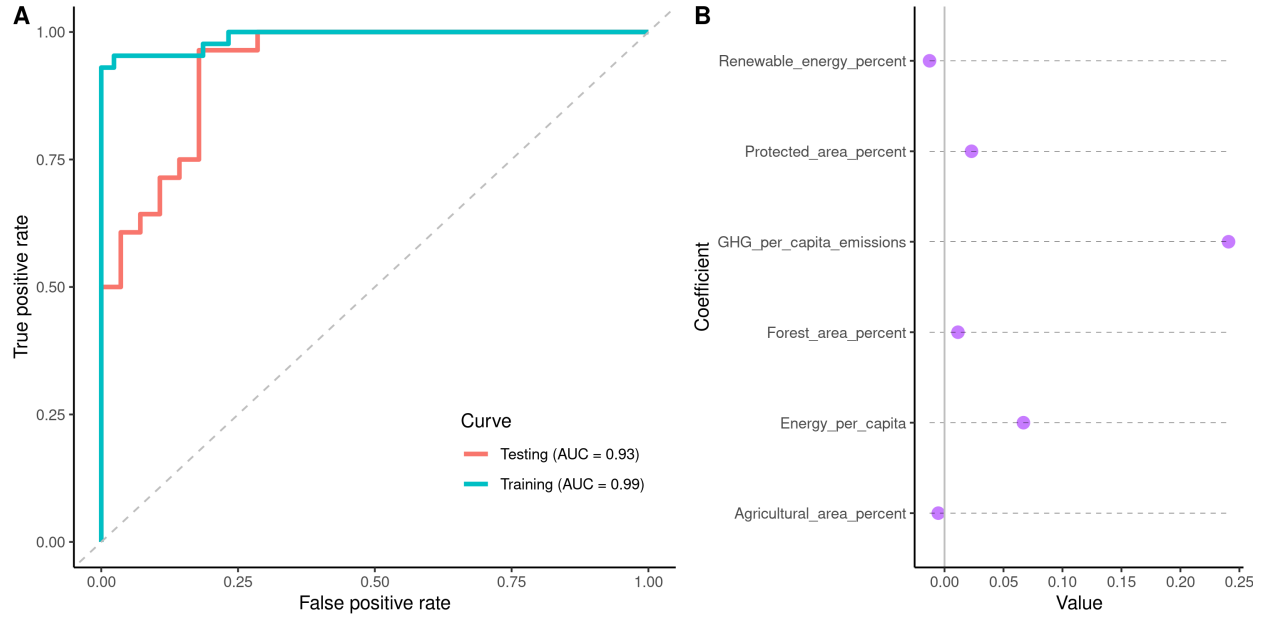 A
1.00
0.75
0.50
0.25
0.00
True positive rate
0.00 0.25 0.50 0.75 1.00
False positive rate
Curve
Testing (AUC = 0.93)
Training (AUC = 0.99)
B
Coefficient
Renewable_energy_percent
Protected_area_percent
GHG_per_capita_emissions
Forest_area_percent
Energy_per_capita
Agricultural_area_percent
0.00 0.05 0.10 0.15 0.20 0.25
Value